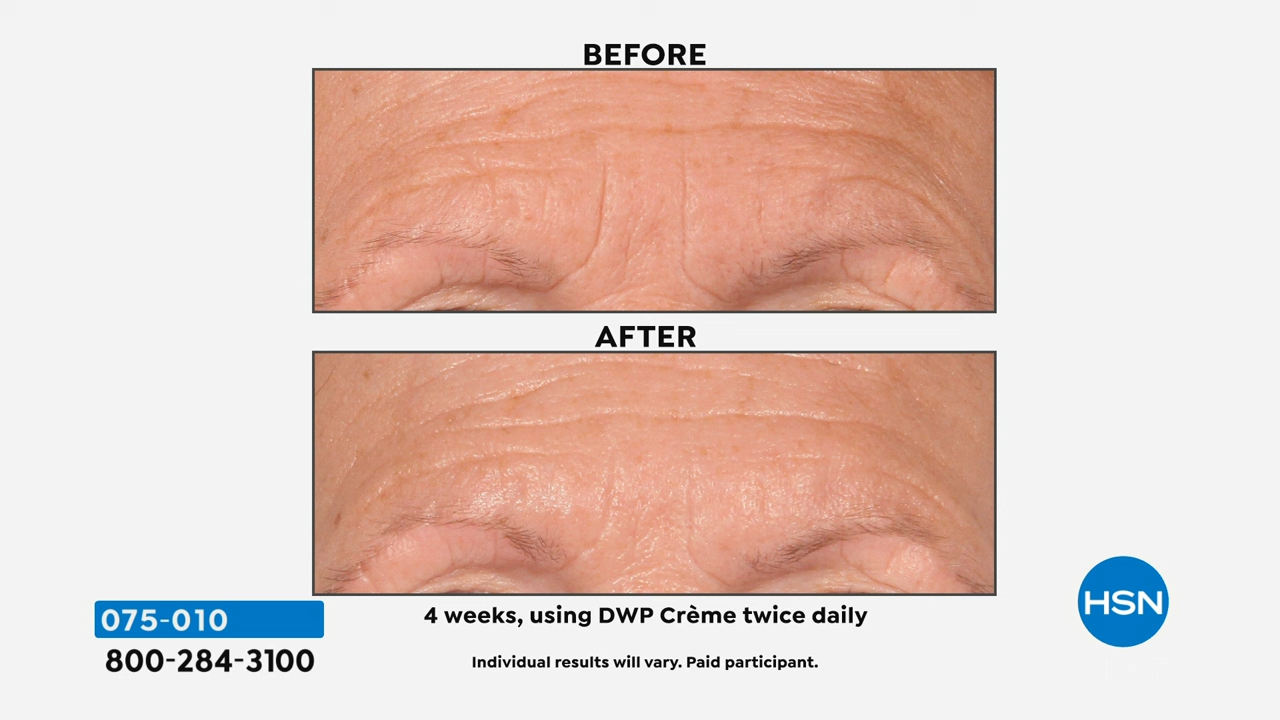 BEFORE
AFTER
4 weeks, using DWP Crème twice daily
Individual results will vary. Paid participant.
075-010
800-284-3100
HSN